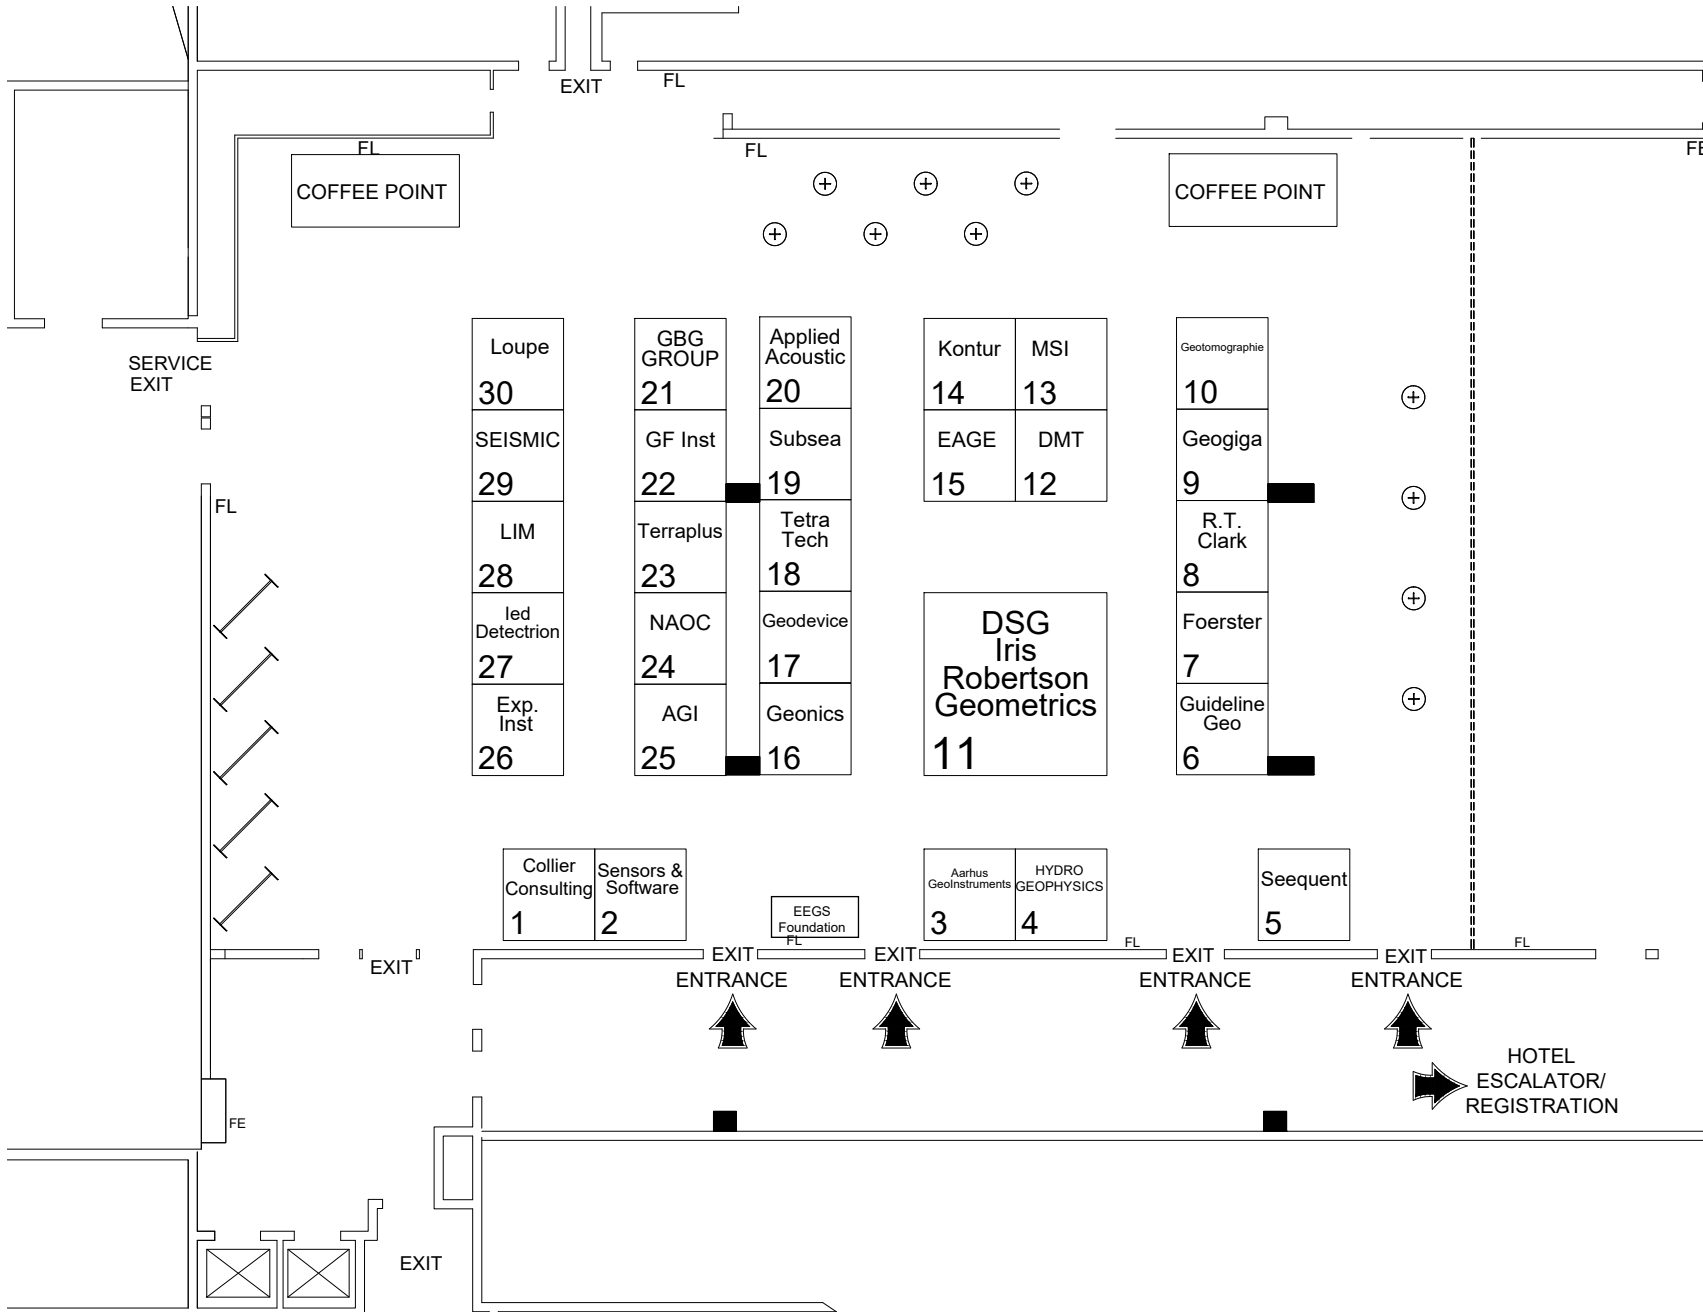 EXIT
FL
FL
FL
FE
COFFEE POINT
COFFEE POINT
SERVICE
EXIT
Loupe
30
GBG
GROUP
21
Applied
Acoustic
20
Kontur
14
MSI
13
Geotomographie
10
SEISMIC
29
GF Inst
22
Subsea
19
EAGE
15
DMT
12
Geogiga
9
FL
LIM
28
Terraplus
23
Tetra
Tech
18
R.T.
Clark
8
Ied
Detectrion
27
NAOC
24
Geodevice
17
DSG
Iris
Robertson
Geometrics
11
Foerster
7
Exp.
Inst
26
AGI
25
Geonics
16
Guideline
Geo
6
Collier
Consulting
1
Sensors &
Software
2
EEGS
Foundation
FL
Aarhus
GeoInstruments
3
HYDRO
GEOPHYSICS
4
Seequent
5
FL
FL
EXIT
EXIT
ENTRANCE
EXIT
ENTRANCE
EXIT
ENTRANCE
EXIT
ENTRANCE
HOTEL
ESCALATOR/
REGISTRATION
FE
EXIT